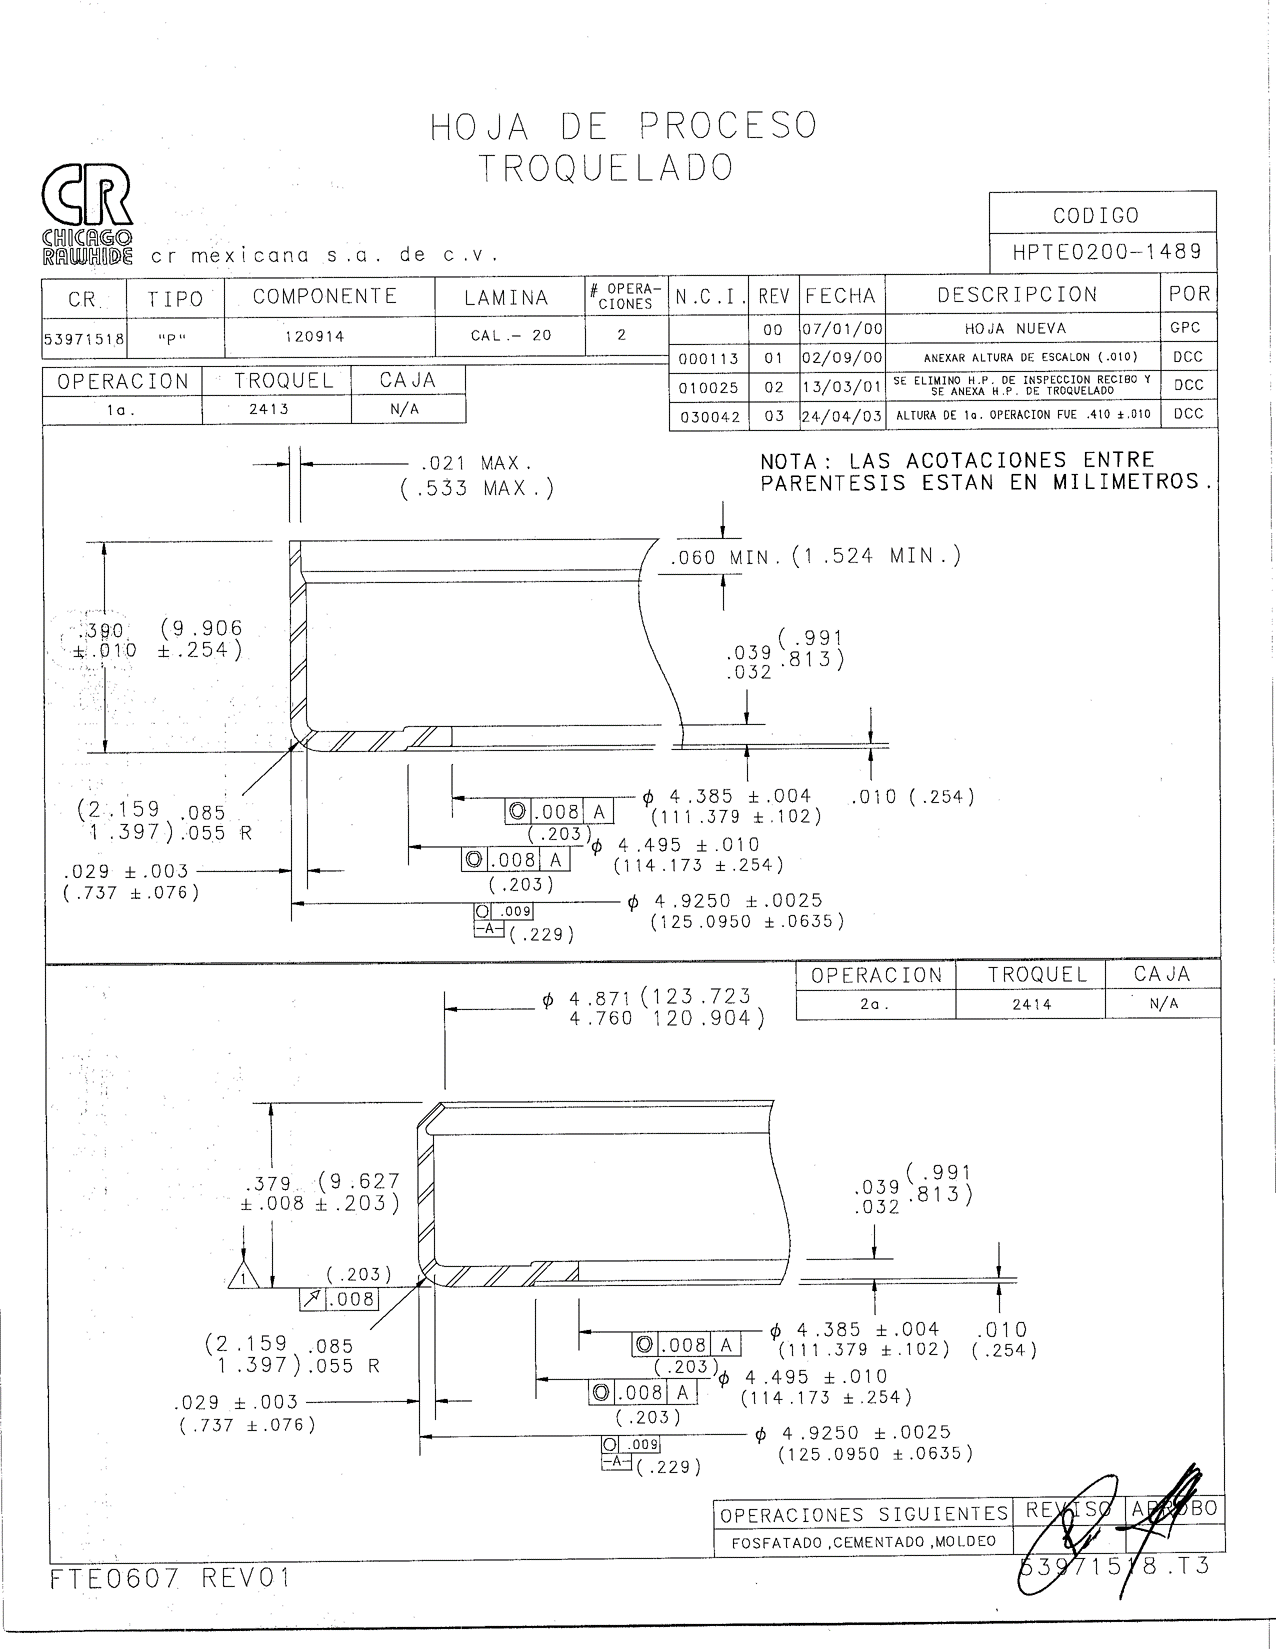 HOJA DE PROCESO
TROQUELADO
CR
CHICAGO
RAWHIDE
cr mexicana s.a. de c.v.
CODIGO
HPTE0200-1489
CR. TIPO COMPONENTE LAMINA # OPERA-
CIONES
53971518 "P" 120914 CAL.- 20 2
N.C.I. REV FECHA DESCRIPCION POR
00 07/01/00 HOJA NUEVA GPC
000113 01 02/09/00 ANEXAR ALTURA DE ESCALON (.010) DCC
010025 02 13/03/01 SE ELIMINO H.P. DE INSPECCION RECIBO Y
SE ANEXA H.P. DE TROQUELADO DCC
030042 03 24/04/03 ALTURA DE 1a. OPERACION FUE .410 ±.010 DCC
OPERACION TROQUEL CAJA
1a. 2413 N/A
NOTA: LAS ACOTACIONES ENTRE
PARENTESIS ESTAN EN MILIMETROS.
.021 MAX.
(.533 MAX.)
.060 MIN. (1.524 MIN.)
.390 (9.906
±.010 ±.254)
.039 (.991
.032 .813)
(2.159 .085
1.397).055 R
.029 ±.003
(.737 ±.076)
◎ .008 A
(.203)
ϕ 4.385 ±.004
(111.379 ±.102)
.010 (.254)
◎ .008 A
(.203)
ϕ 4.495 ±.010
(114.173 ±.254)
○ .009
-A- (.229)
ϕ 4.9250 ±.0025
(125.0950 ±.0635)
OPERACION TROQUEL CAJA
2a. 2414 N/A
ϕ 4.871 (123.723
4.760 120.904)
.379 (9.627
±.008 ±.203)
1
(.203)
↗ .008
.039 (.991
.032 .813)
(2.159 .085
1.397).055 R
.029 ±.003
(.737 ±.076)
◎ .008 A
(.203)
ϕ 4.385 ±.004
(111.379 ±.102)
.010
(.254)
◎ .008 A
(.203)
ϕ 4.495 ±.010
(114.173 ±.254)
○ .009
-A- (.229)
ϕ 4.9250 ±.0025
(125.0950 ±.0635)
OPERACIONES SIGUIENTES REVISO APROBO
FOSFATADO,CEMENTADO,MOLDEO
FTE0607 REV01
53971518.T3